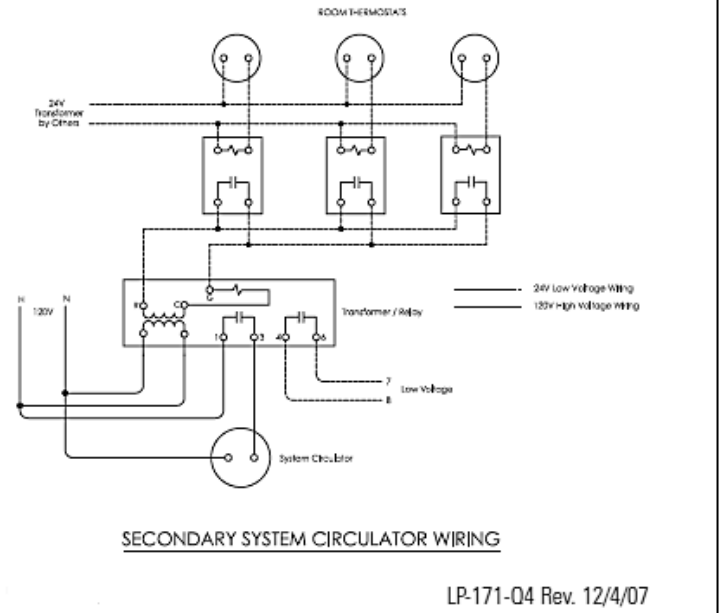 ROOM THERMOSTATS
24V
Transformer
by Others
H N
120V
R C G
1 3 4 6
Transformer / Relay
24V Low Voltage Wiring
120V High Voltage Wiring
7
Low Voltage
8
System Circulator
SECONDARY SYSTEM CIRCULATOR WIRING
LP-171-O4 Rev. 12/4/07